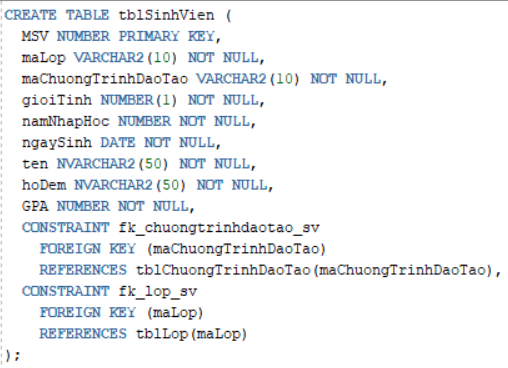 CREATE TABLE tblSinhVien (
MSV NUMBER PRIMARY KEY,
maLop VARCHAR2(10) NOT NULL,
maChuongTrinhDaoTao VARCHAR2(10) NOT NULL,
gioiTinh NUMBER(1) NOT NULL,
namNhapHoc NUMBER NOT NULL,
ngaySinh DATE NOT NULL,
ten NVARCHAR2(50) NOT NULL,
hoDem NVARCHAR2(50) NOT NULL,
GPA NUMBER NOT NULL,
CONSTRAINT fk_chuongtrinhdaotao_sv
FOREIGN KEY (maChuongTrinhDaoTao)
REFERENCES tblChuongTrinhDaoTao(maChuongTrinhDaoTao),
CONSTRAINT fk_lop_sv
FOREIGN KEY (maLop)
REFERENCES tblLop(maLop)
);